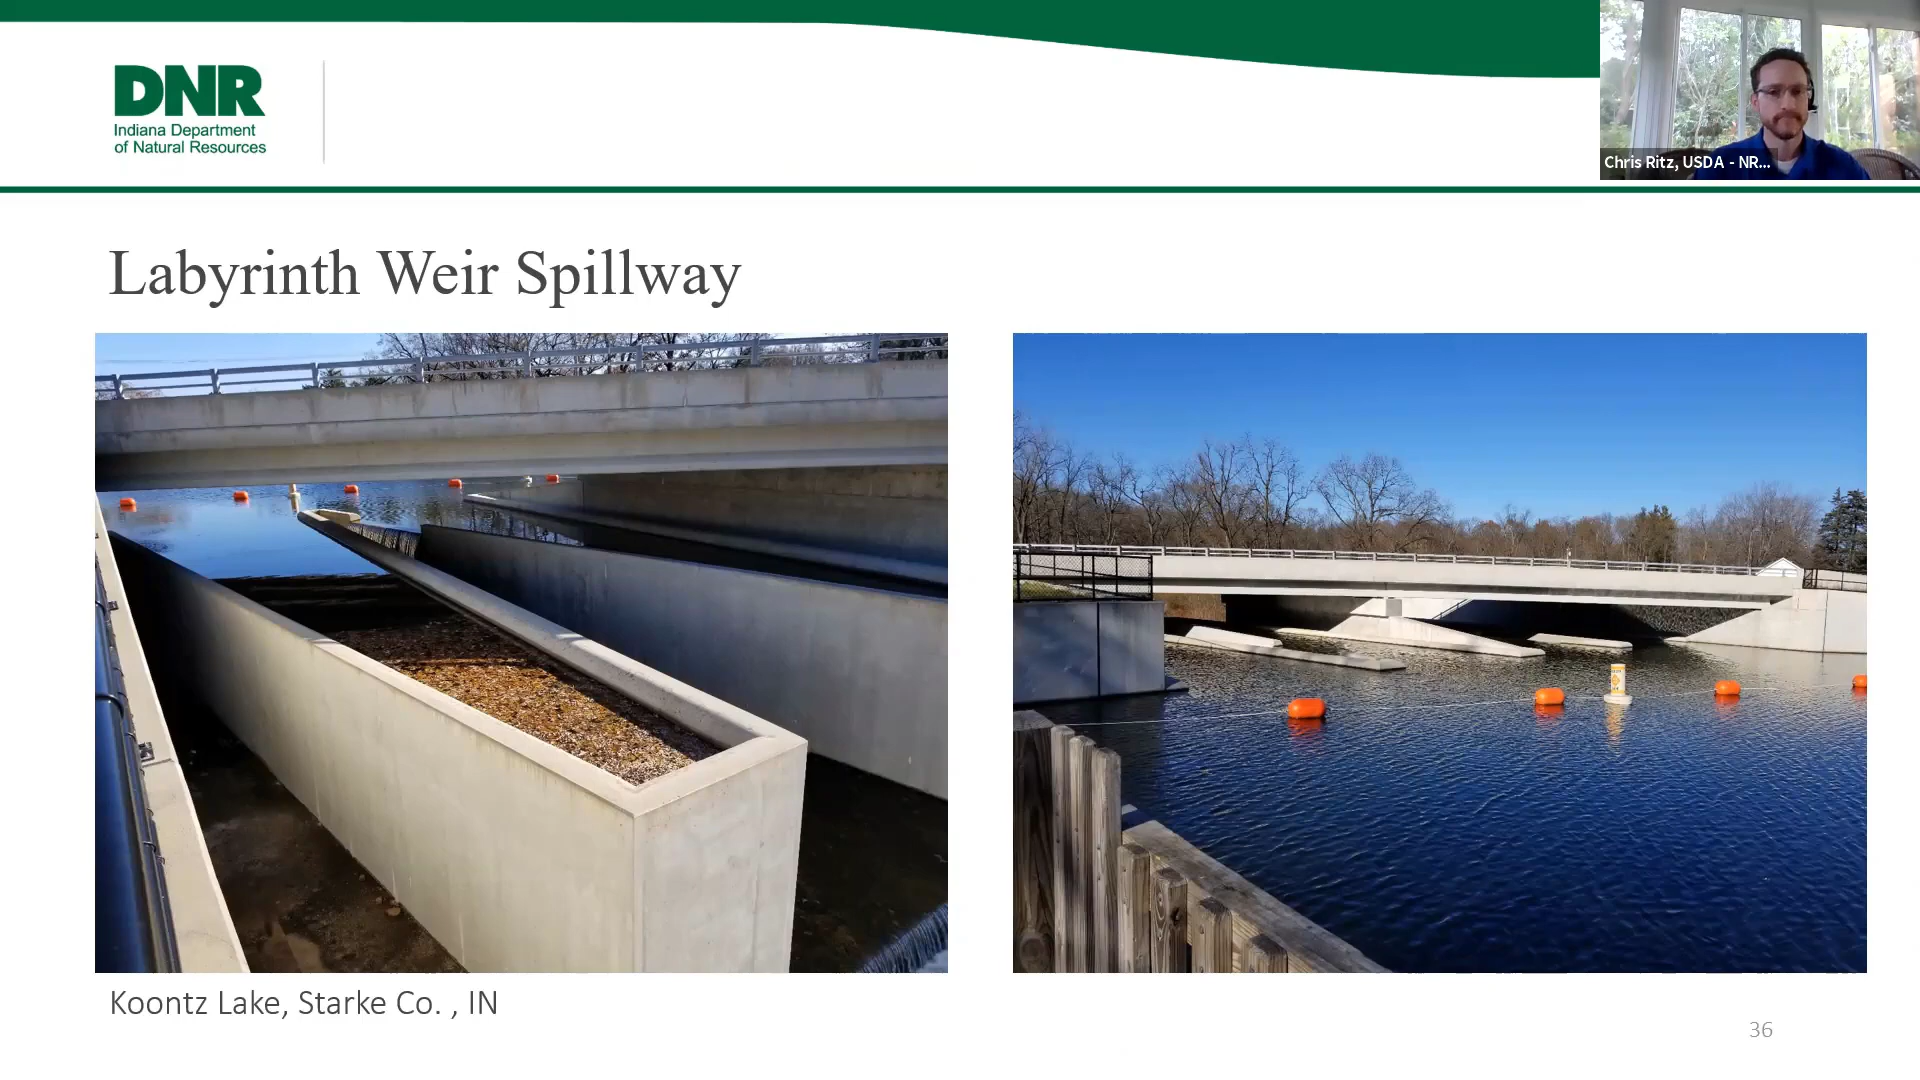 DNR
Indiana Department
of Natural Resources
Chris Ritz, USDA - NR...
Labyrinth Weir Spillway
Koontz Lake, Starke Co. , IN
36